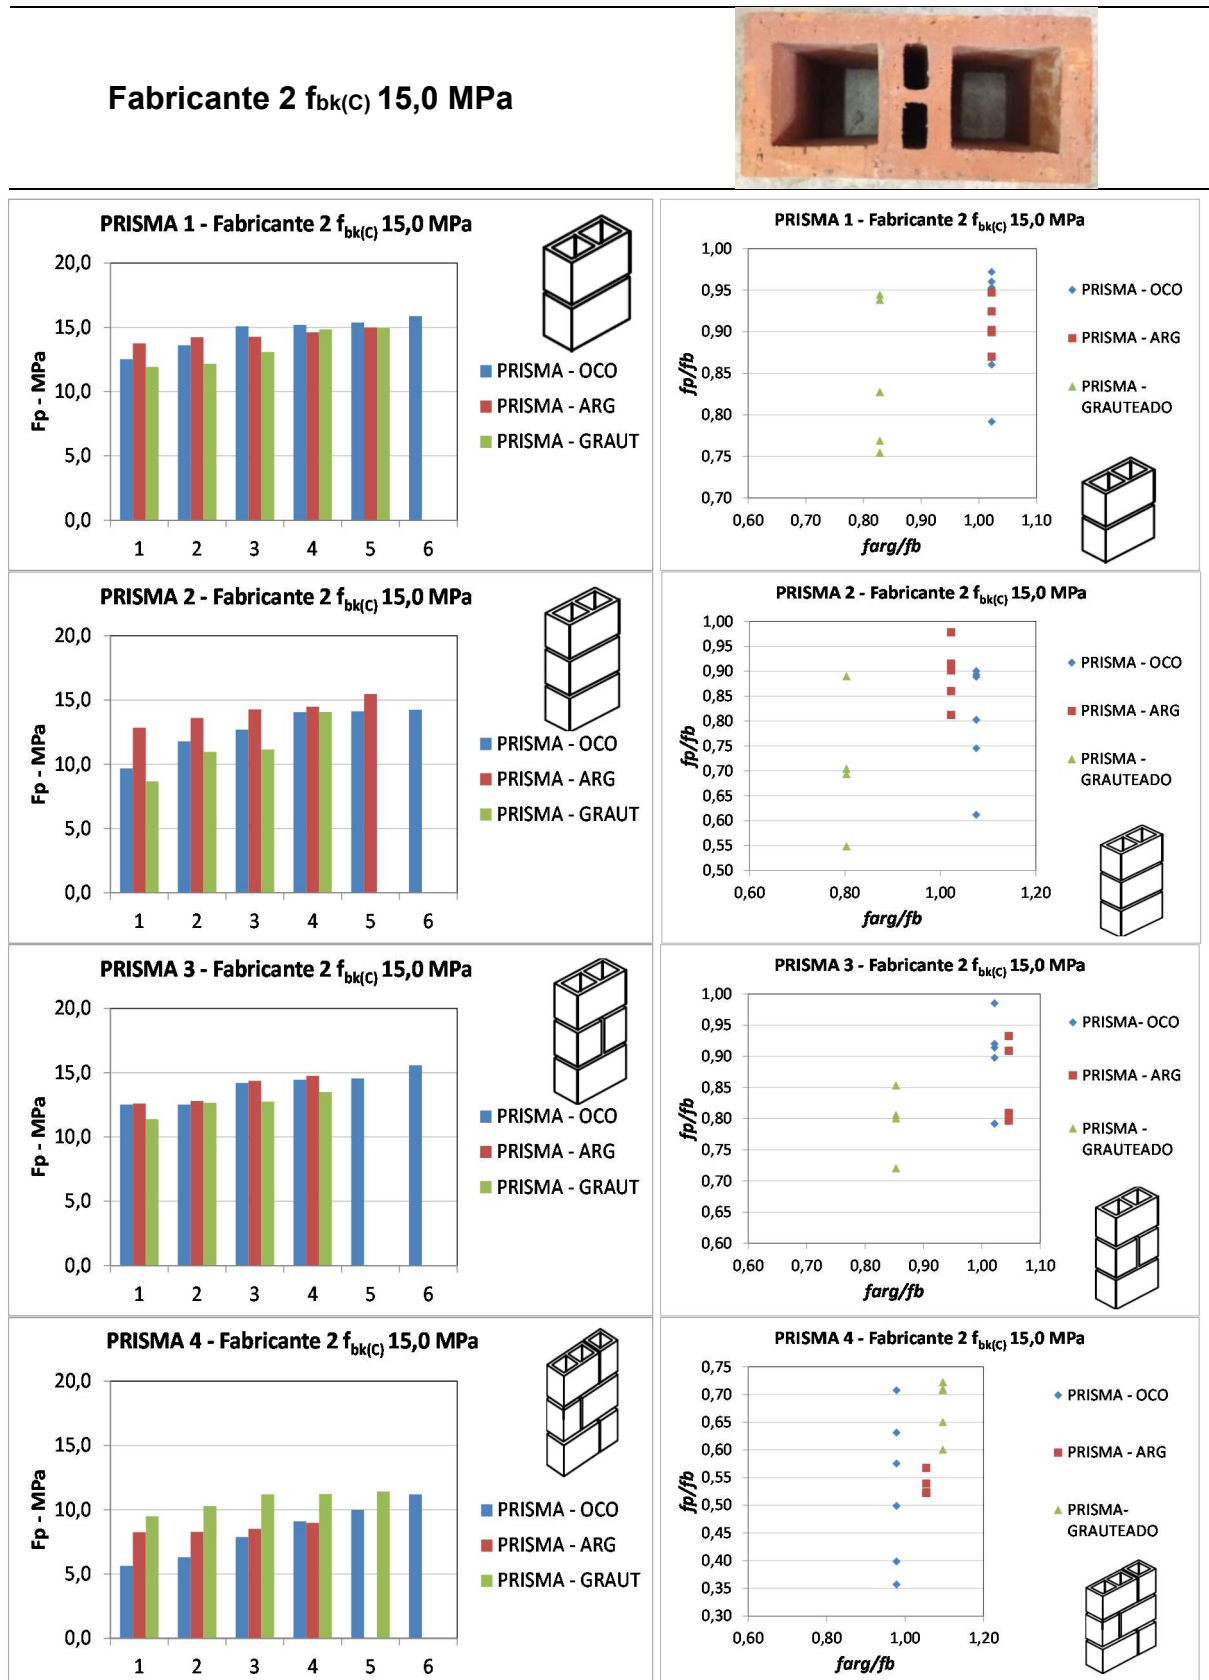 Fabricante 2 fbk(C) 15,0 MPa
PRISMA 1 - Fabricante 2 fbk(C) 15,0 MPa
20,0
15,0
10,0
5,0
0,0
Fp - MPa
1 2 3 4 5 6
PRISMA - OCO
PRISMA - ARG
PRISMA - GRAUT
PRISMA 1 - Fabricante 2 fbk(C) 15,0 MPa
1,00
0,95
0,90
0,85
0,80
0,75
0,70
fp/fb
0,60 0,70 0,80 0,90 1,00 1,10
farg/fb
PRISMA - OCO
PRISMA - ARG
PRISMA -
GRAUTEADO
PRISMA 2 - Fabricante 2 fbk(C) 15,0 MPa
20,0
15,0
10,0
5,0
0,0
Fp - MPa
1 2 3 4 5 6
PRISMA - OCO
PRISMA - ARG
PRISMA - GRAUT
PRISMA 2 - Fabricante 2 fbk(C) 15,0 MPa
1,00
0,95
0,90
0,85
0,80
0,75
0,70
0,65
0,60
0,55
0,50
fp/fb
0,60 0,80 1,00 1,20
farg/fb
PRISMA - OCO
PRISMA - ARG
PRISMA -
GRAUTEADO
PRISMA 3 - Fabricante 2 fbk(C) 15,0 MPa
20,0
15,0
10,0
5,0
0,0
Fp - MPa
1 2 3 4 5 6
PRISMA - OCO
PRISMA - ARG
PRISMA - GRAUT
PRISMA 3 - Fabricante 2 fbk(C) 15,0 MPa
1,00
0,95
0,90
0,85
0,80
0,75
0,70
0,65
0,60
fp/fb
0,60 0,70 0,80 0,90 1,00 1,10
farg/fb
PRISMA- OCO
PRISMA - ARG
PRISMA -
GRAUTEADO
PRISMA 4 - Fabricante 2 fbk(C) 15,0 MPa
20,0
15,0
10,0
5,0
0,0
Fp - MPa
1 2 3 4 5 6
PRISMA - OCO
PRISMA - ARG
PRISMA - GRAUT
PRISMA 4 - Fabricante 2 fbk(C) 15,0 MPa
0,75
0,70
0,65
0,60
0,55
0,50
0,45
0,40
0,35
0,30
fp/fb
0,60 0,80 1,00 1,20
farg/fb
PRISMA - OCO
PRISMA - ARG
PRISMA-
GRAUTEADO